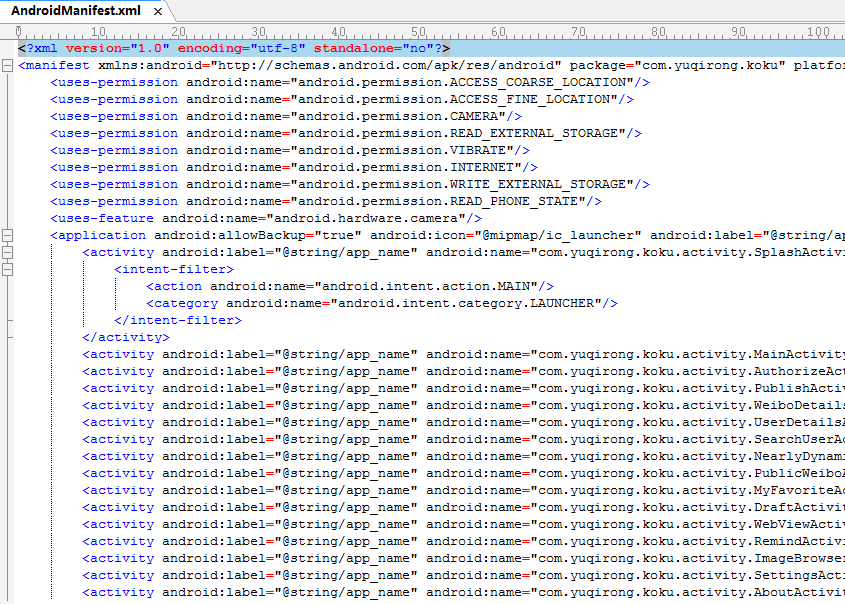 AndroidManifest.xml ×
0 10 20 30 40 50 60 70 80 90 100
<?xml version="1.0" encoding="utf-8" standalone="no"?>
<manifest xmlns:android="http://schemas.android.com/apk/res/android" package="com.yuqirong.koku" platfo
<uses-permission android:name="android.permission.ACCESS_COARSE_LOCATION"/>
<uses-permission android:name="android.permission.ACCESS_FINE_LOCATION"/>
<uses-permission android:name="android.permission.CAMERA"/>
<uses-permission android:name="android.permission.READ_EXTERNAL_STORAGE"/>
<uses-permission android:name="android.permission.VIBRATE"/>
<uses-permission android:name="android.permission.INTERNET"/>
<uses-permission android:name="android.permission.WRITE_EXTERNAL_STORAGE"/>
<uses-permission android:name="android.permission.READ_PHONE_STATE"/>
<uses-feature android:name="android.hardware.camera"/>
<application android:allowBackup="true" android:icon="@mipmap/ic_launcher" android:label="@string/ap
<activity android:label="@string/app_name" android:name="com.yuqirong.koku.activity.SplashActivi
<intent-filter>
<action android:name="android.intent.action.MAIN"/>
<category android:name="android.intent.category.LAUNCHER"/>
</intent-filter>
</activity>
<activity android:label="@string/app_name" android:name="com.yuqirong.koku.activity.MainActivity
<activity android:label="@string/app_name" android:name="com.yuqirong.koku.activity.AuthorizeAct
<activity android:label="@string/app_name" android:name="com.yuqirong.koku.activity.PublishActiv
<activity android:label="@string/app_name" android:name="com.yuqirong.koku.activity.WeiboDetails
<activity android:label="@string/app_name" android:name="com.yuqirong.koku.activity.UserDetailsA
<activity android:label="@string/app_name" android:name="com.yuqirong.koku.activity.SearchUserAc
<activity android:label="@string/app_name" android:name="com.yuqirong.koku.activity.NearlyDynami
<activity android:label="@string/app_name" android:name="com.yuqirong.koku.activity.PublicWeiboA
<activity android:label="@string/app_name" android:name="com.yuqirong.koku.activity.MyFavoriteAc
<activity android:label="@string/app_name" android:name="com.yuqirong.koku.activity.DraftActivit
<activity android:label="@string/app_name" android:name="com.yuqirong.koku.activity.WebViewActiv
<activity android:label="@string/app_name" android:name="com.yuqirong.koku.activity.RemindActivi
<activity android:label="@string/app_name" android:name="com.yuqirong.koku.activity.ImageBrowser
<activity android:label="@string/app_name" android:name="com.yuqirong.koku.activity.SettingsActi
<activity android:label="@string/app_name" android:name="com.yuqirong.koku.activity.AboutActivit